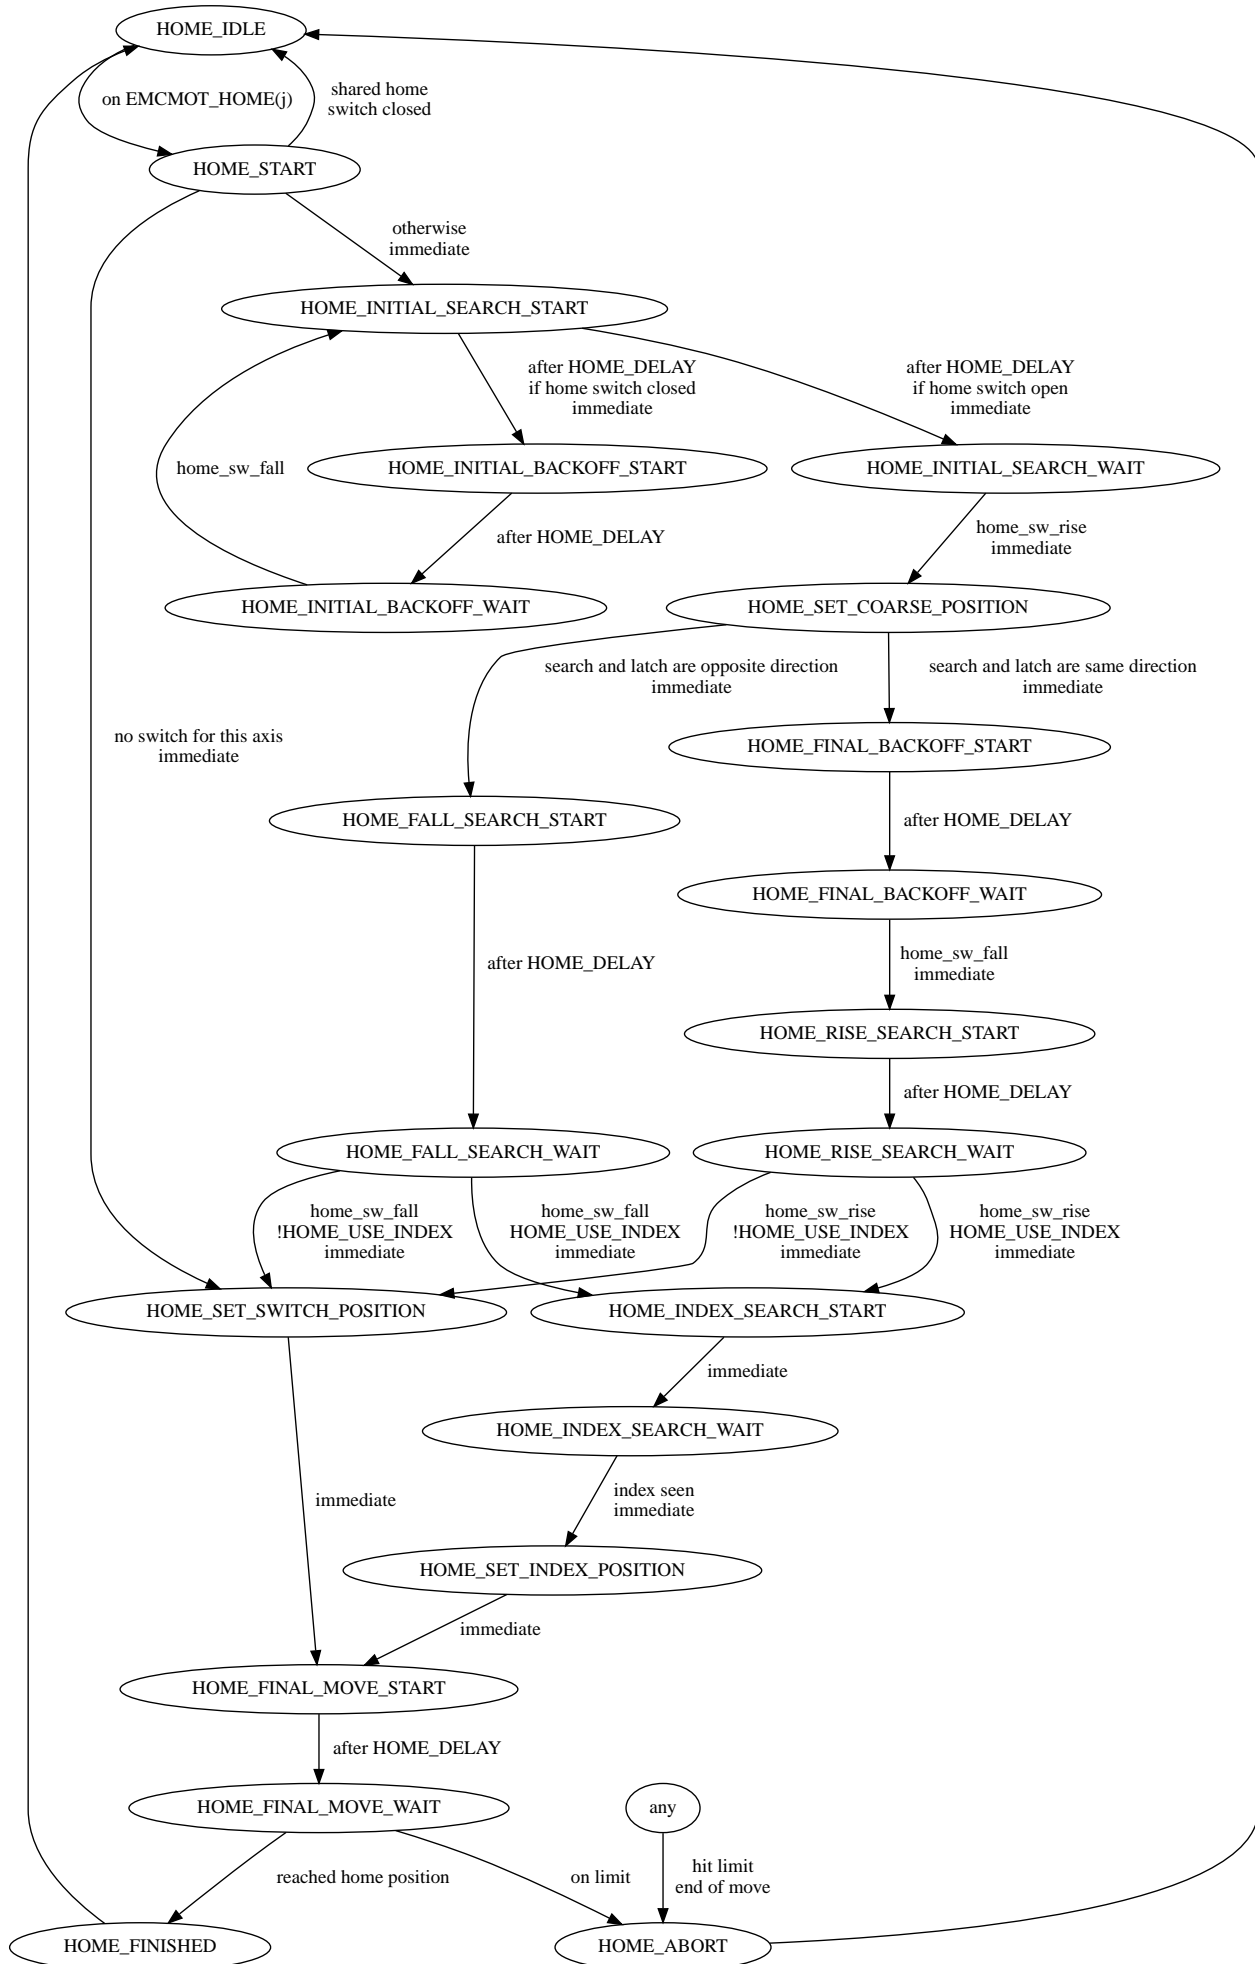 HOME_IDLE
on EMCMOT_HOME(j)
shared home
switch closed
HOME_START
otherwise
immediate
HOME_INITIAL_SEARCH_START
after HOME_DELAY
if home switch closed
immediate
after HOME_DELAY
if home switch open
immediate
home_sw_fall
HOME_INITIAL_BACKOFF_START
HOME_INITIAL_SEARCH_WAIT
after HOME_DELAY
home_sw_rise
immediate
HOME_INITIAL_BACKOFF_WAIT
HOME_SET_COARSE_POSITION
search and latch are opposite direction
immediate
search and latch are same direction
immediate
no switch for this axis
immediate
HOME_FINAL_BACKOFF_START
HOME_FALL_SEARCH_START
after HOME_DELAY
HOME_FINAL_BACKOFF_WAIT
after HOME_DELAY
home_sw_fall
immediate
HOME_RISE_SEARCH_START
after HOME_DELAY
HOME_FALL_SEARCH_WAIT
HOME_RISE_SEARCH_WAIT
home_sw_fall
!HOME_USE_INDEX
immediate
home_sw_fall
HOME_USE_INDEX
immediate
home_sw_rise
!HOME_USE_INDEX
immediate
home_sw_rise
HOME_USE_INDEX
immediate
HOME_SET_SWITCH_POSITION
HOME_INDEX_SEARCH_START
immediate
HOME_INDEX_SEARCH_WAIT
immediate
index seen
immediate
HOME_SET_INDEX_POSITION
immediate
HOME_FINAL_MOVE_START
after HOME_DELAY
HOME_FINAL_MOVE_WAIT
any
reached home position
on limit
hit limit
end of move
HOME_FINISHED
HOME_ABORT